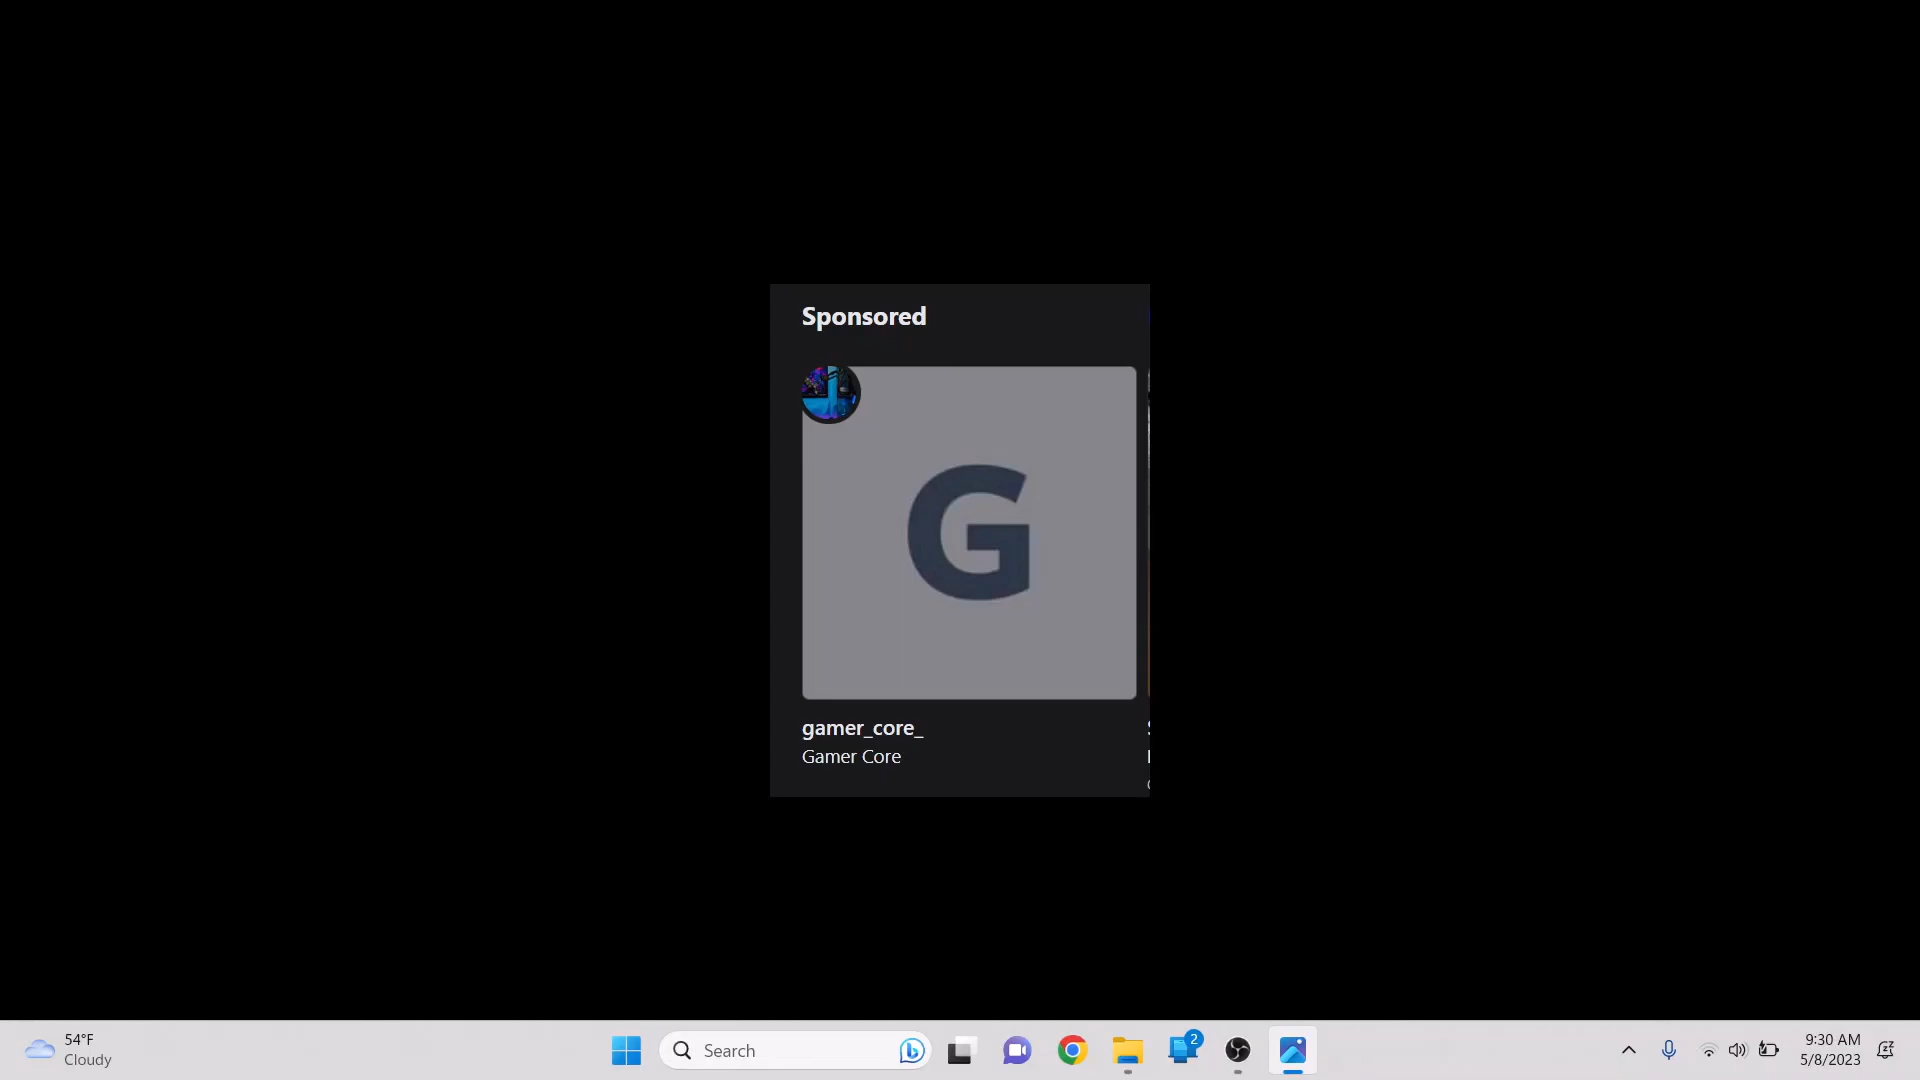 Sponsored
G
gamer_core_
Gamer Core
54°F
Cloudy
Search
2
9:30 AM
5/8/2023